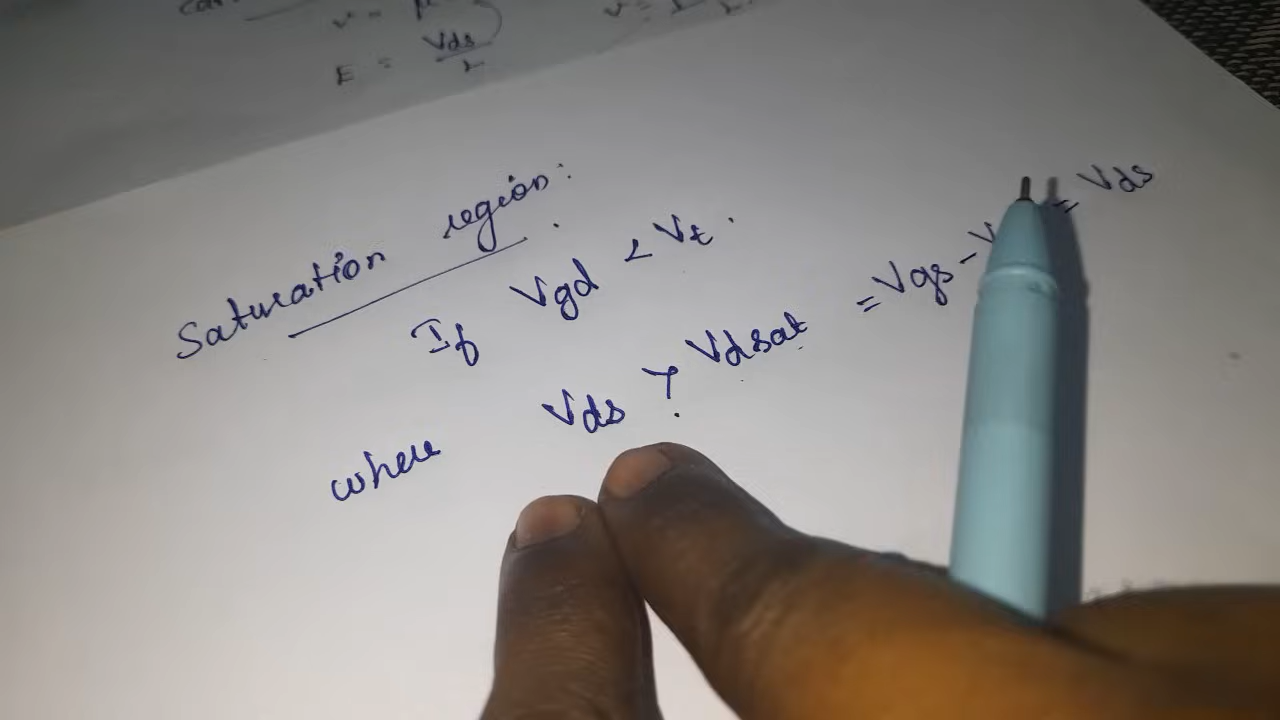 V =
E = Vds / L
Saturation region:
If Vgd < Vt.
where Vds > Vdsat = Vgs - V = Vds